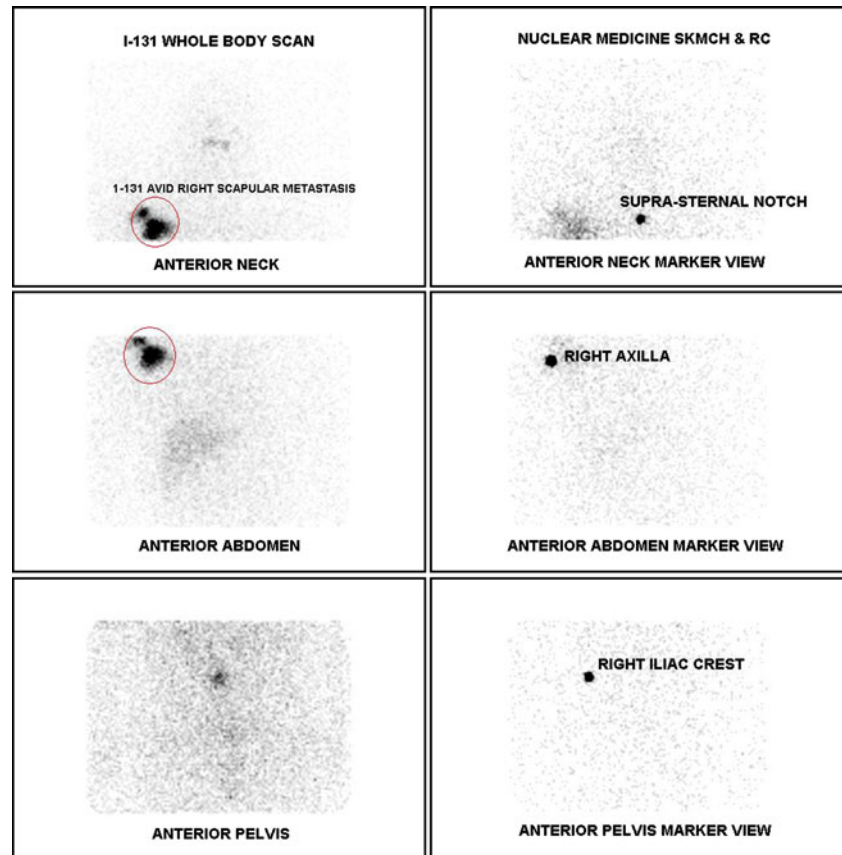 I-131 WHOLE BODY SCAN
1-131 AVID RIGHT SCAPULAR METASTASIS
ANTERIOR NECK
NUCLEAR MEDICINE SKMCH & RC
SUPRA-STERNAL NOTCH
ANTERIOR NECK MARKER VIEW
ANTERIOR ABDOMEN
RIGHT AXILLA
ANTERIOR ABDOMEN MARKER VIEW
ANTERIOR PELVIS
RIGHT ILIAC CREST
ANTERIOR PELVIS MARKER VIEW